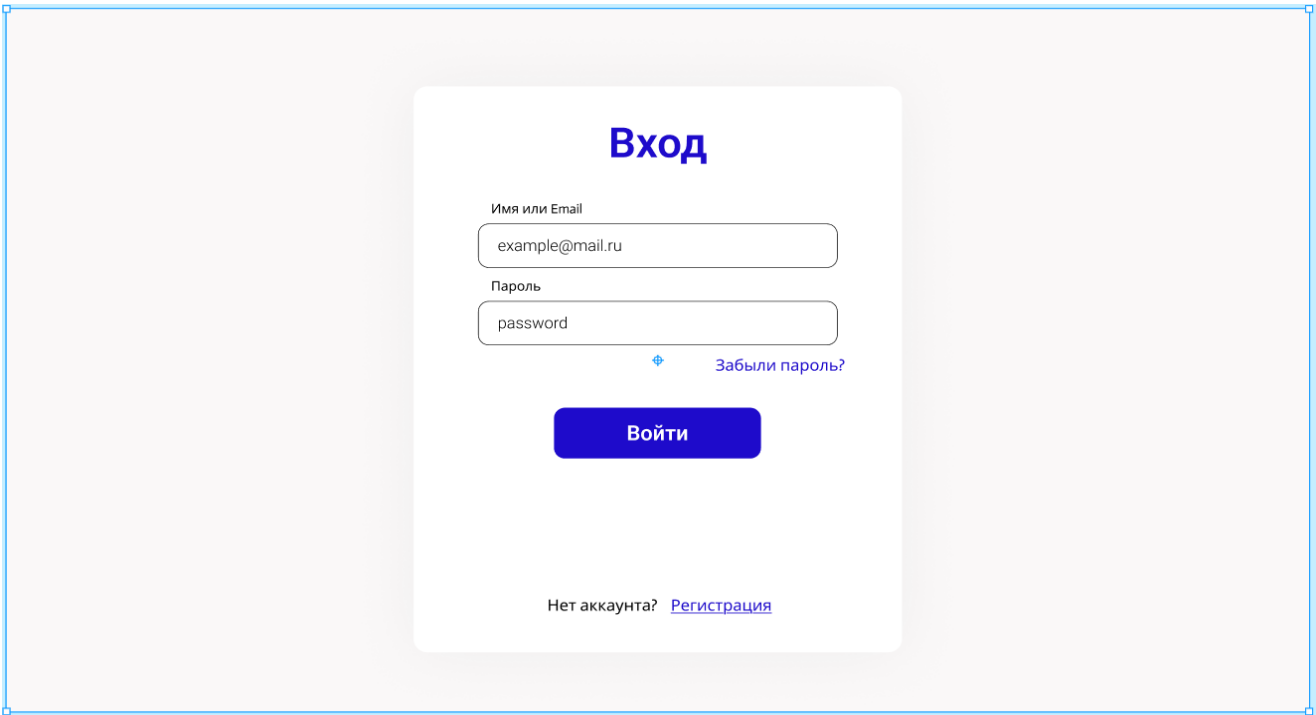 Вход
Имя или Email
example@mail.ru
Пароль
password
Забыли пароль?
Войти
Нет аккаунта? Регистрация